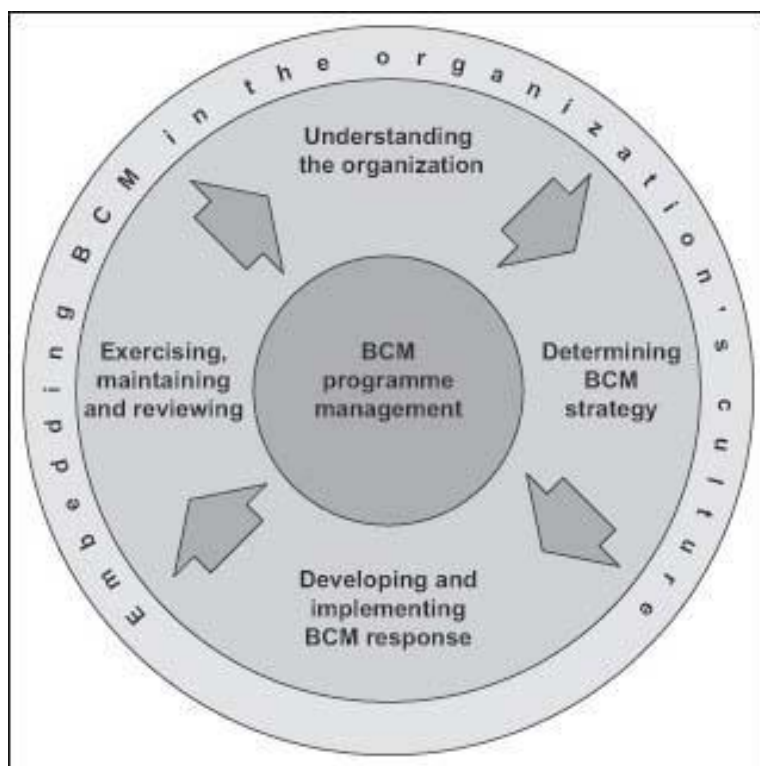 Embedding BCM in the organization's culture
Understanding
the organization
Exercising,
maintaining
and reviewing
BCM
programme
management
Determining
BCM
strategy
Developing and
implementing
BCM response